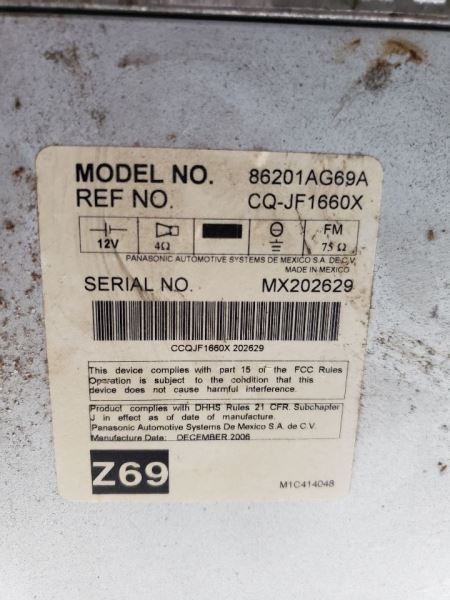 MODEL NO. 86201AG69A
REF NO. CQ-JF1660X
12V 4Ω FM 75 Ω
PANASONIC AUTOMOTIVE SYSTEMS DE MEXICO S.A. DE C.V.
MADE IN MEXICO
SERIAL NO. MX202629
CCQJF1660X 202629
This device complies with part 15 of the FCC Rules
Operation is subject to the condition that this
device does not cause harmful interference.
Product complies with DHHS Rules 21 CFR. Subchapter
J in effect as of date of manufacture.
Panasonic Automotive Systems De Mexico S.A. de C.V.
Manufacture Date: DECEMBER 2006
Z69
M1C414048